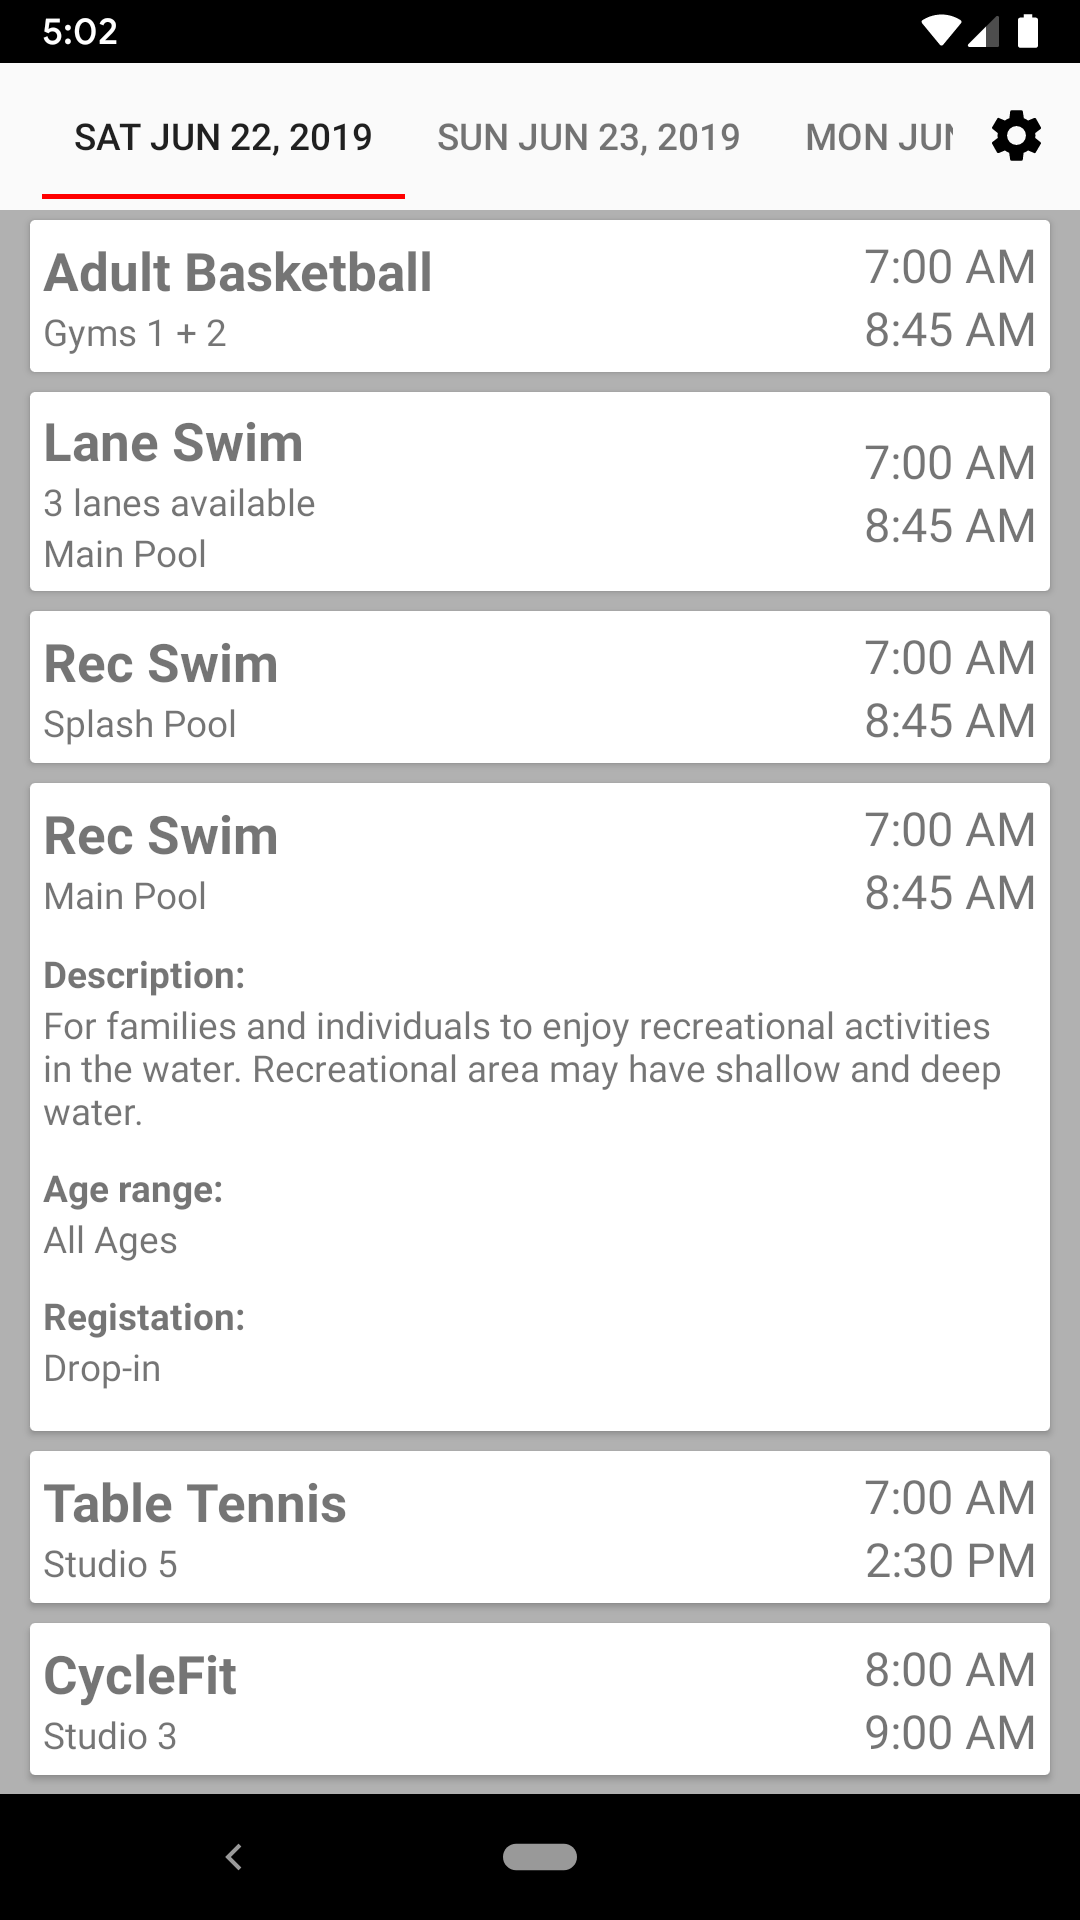 5:02
SAT JUN 22, 2019 SUN JUN 23, 2019 MON JUN
Adult Basketball 7:00 AM
Gyms 1 + 2 8:45 AM
Lane Swim
7:00 AM
3 lanes available
8:45 AM
Main Pool
Rec Swim 7:00 AM
Splash Pool 8:45 AM
Rec Swim 7:00 AM
Main Pool 8:45 AM
Description:
For families and individuals to enjoy recreational activities
in the water. Recreational area may have shallow and deep
water.
Age range:
All Ages
Registation:
Drop-in
Table Tennis 7:00 AM
Studio 5 2:30 PM
CycleFit 8:00 AM
Studio 3 9:00 AM